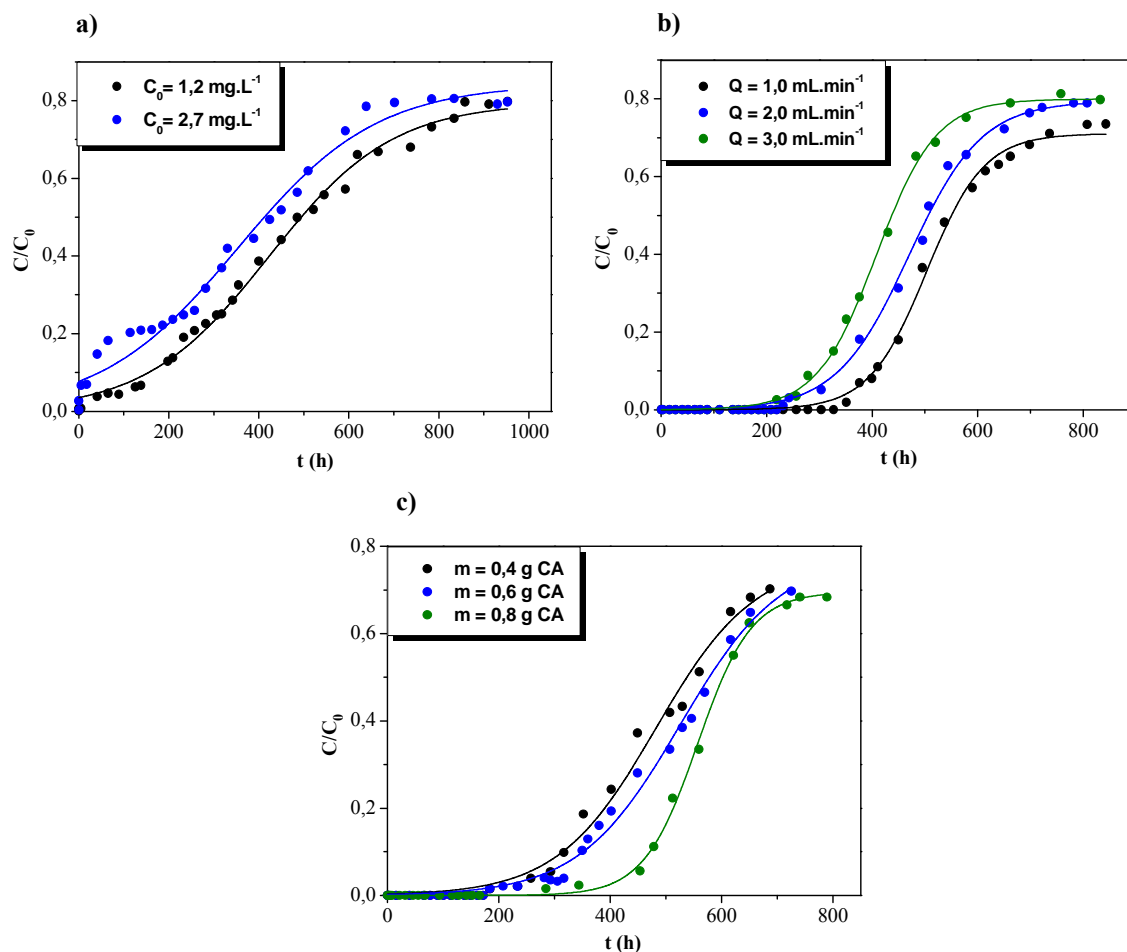 a)
C₀= 1,2 mg.L⁻¹
C₀= 2,7 mg.L⁻¹
0,8
0,6
0,4
0,2
0,0
C/C₀
0 200 400 600 800 1000
t (h)
b)
Q = 1,0 mL.min⁻¹
Q = 2,0 mL.min⁻¹
Q = 3,0 mL.min⁻¹
0,8
0,6
0,4
0,2
0,0
C/C₀
0 200 400 600 800
t (h)
c)
m = 0,4 g CA
m = 0,6 g CA
m = 0,8 g CA
0,8
0,6
0,4
0,2
0,0
C/C₀
0 200 400 600 800
t (h)